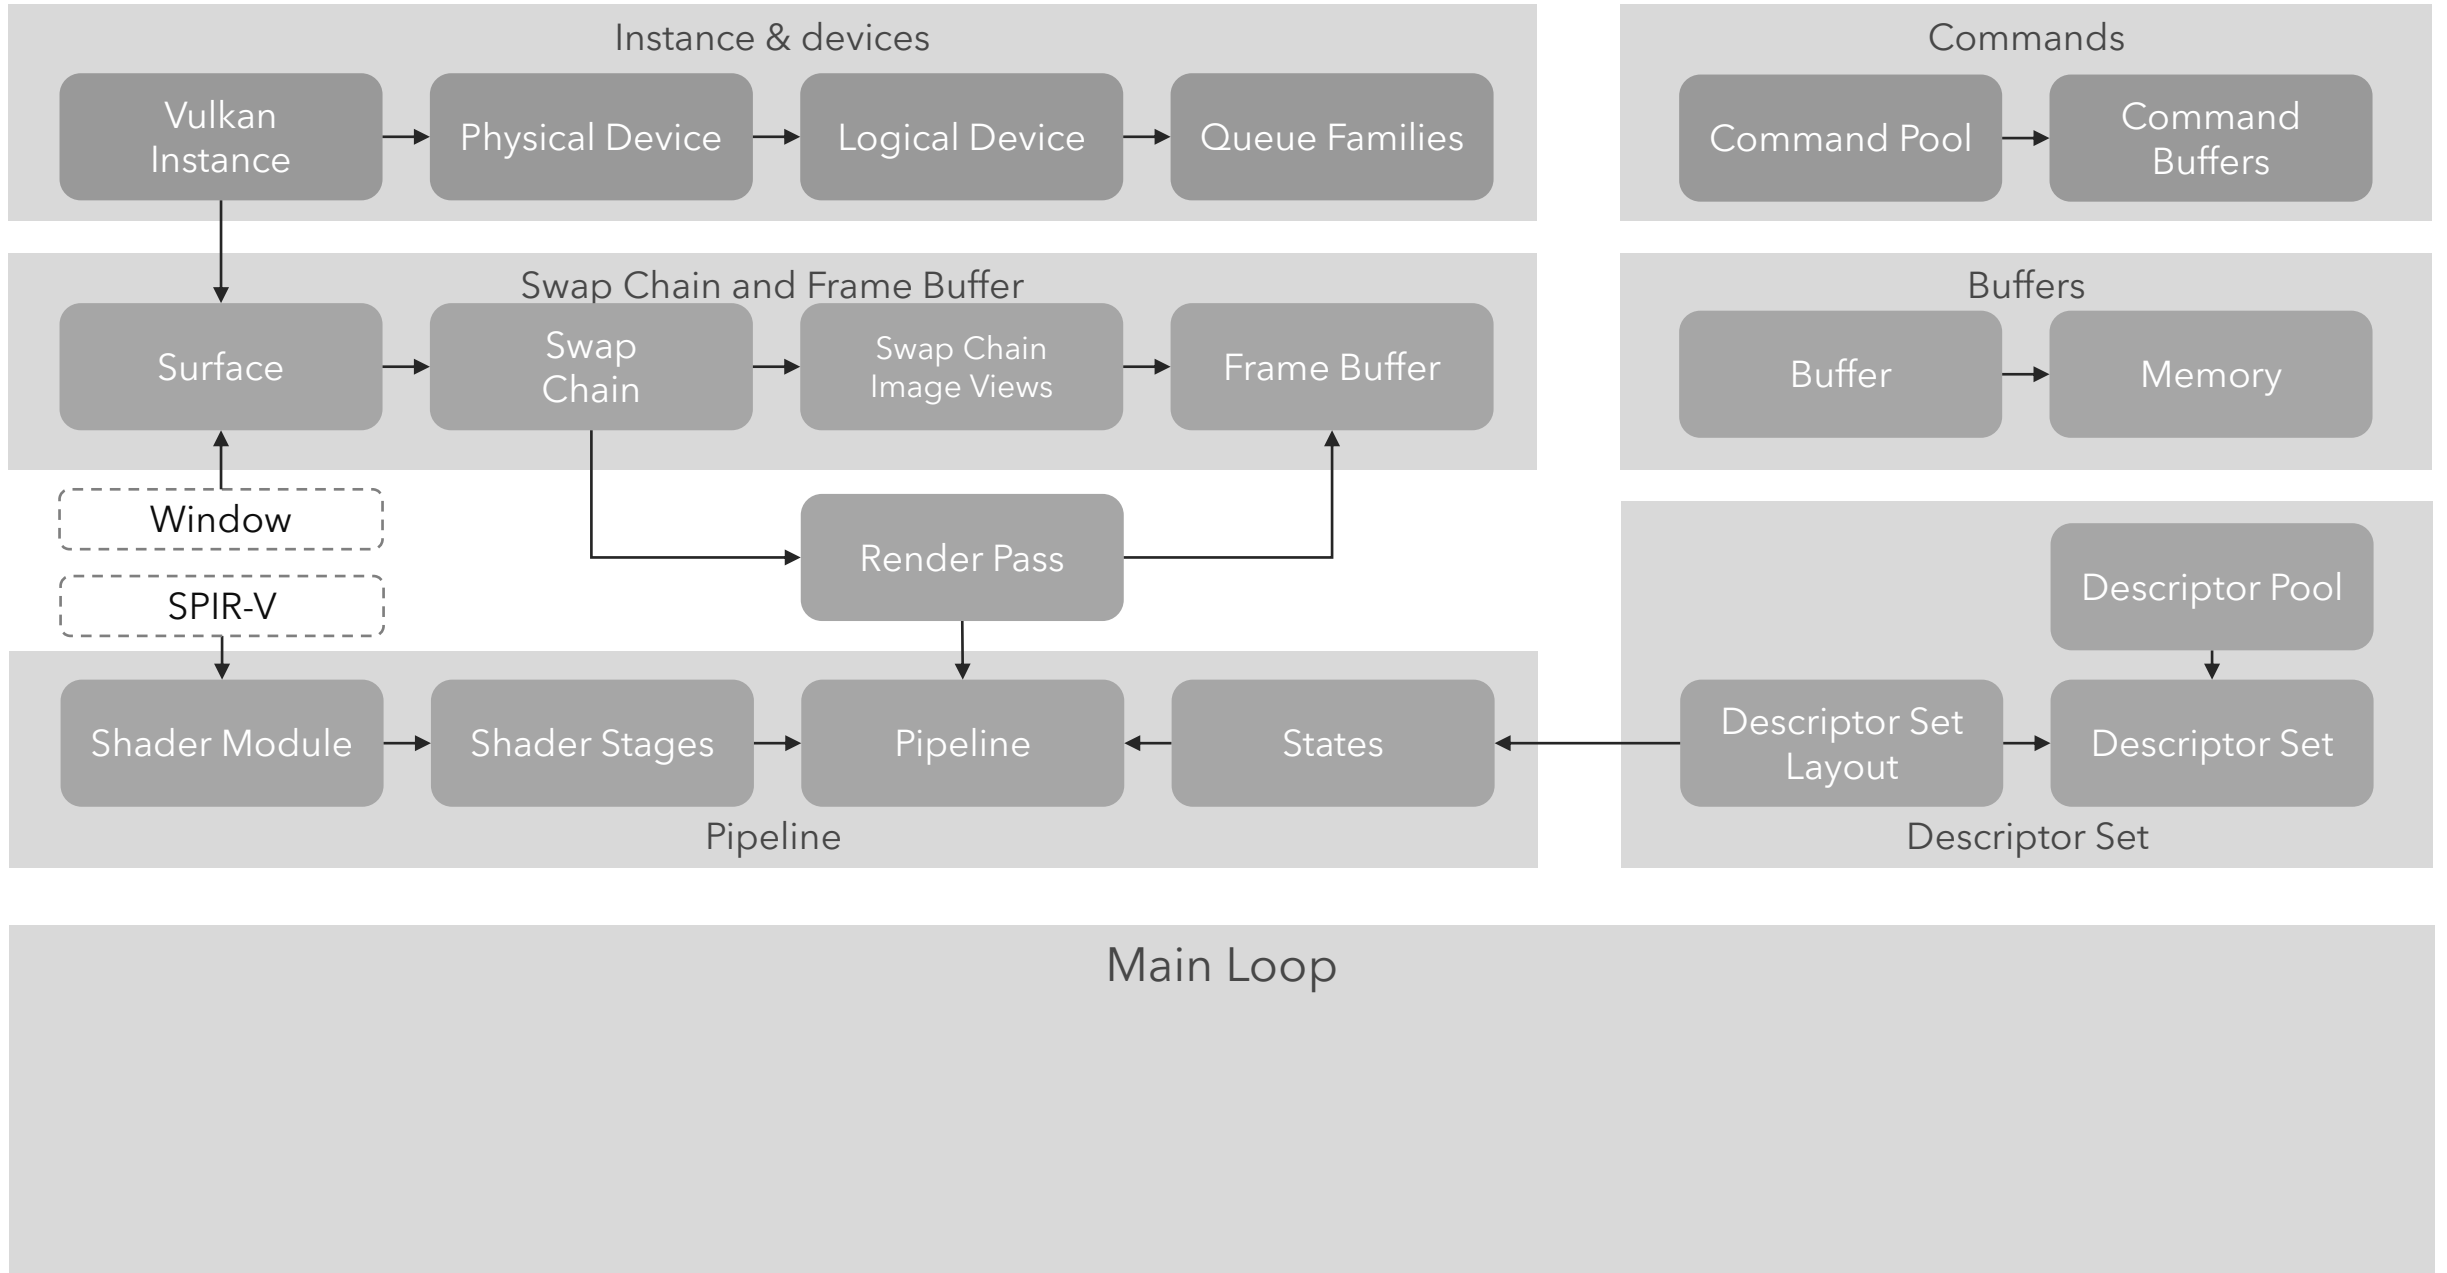 Instance & devices
Vulkan
Instance
Physical Device
Logical Device
Queue Families
Commands
Command Pool
Command
Buffers
Swap Chain and Frame Buffer
Surface
Swap
Chain
Swap Chain
Image Views
Frame Buffer
Buffers
Buffer
Memory
Window
SPIR-V
Render Pass
Descriptor Pool
Shader Module
Shader Stages
Pipeline
States
Descriptor Set
Layout
Descriptor Set
Pipeline
Descriptor Set
Main Loop